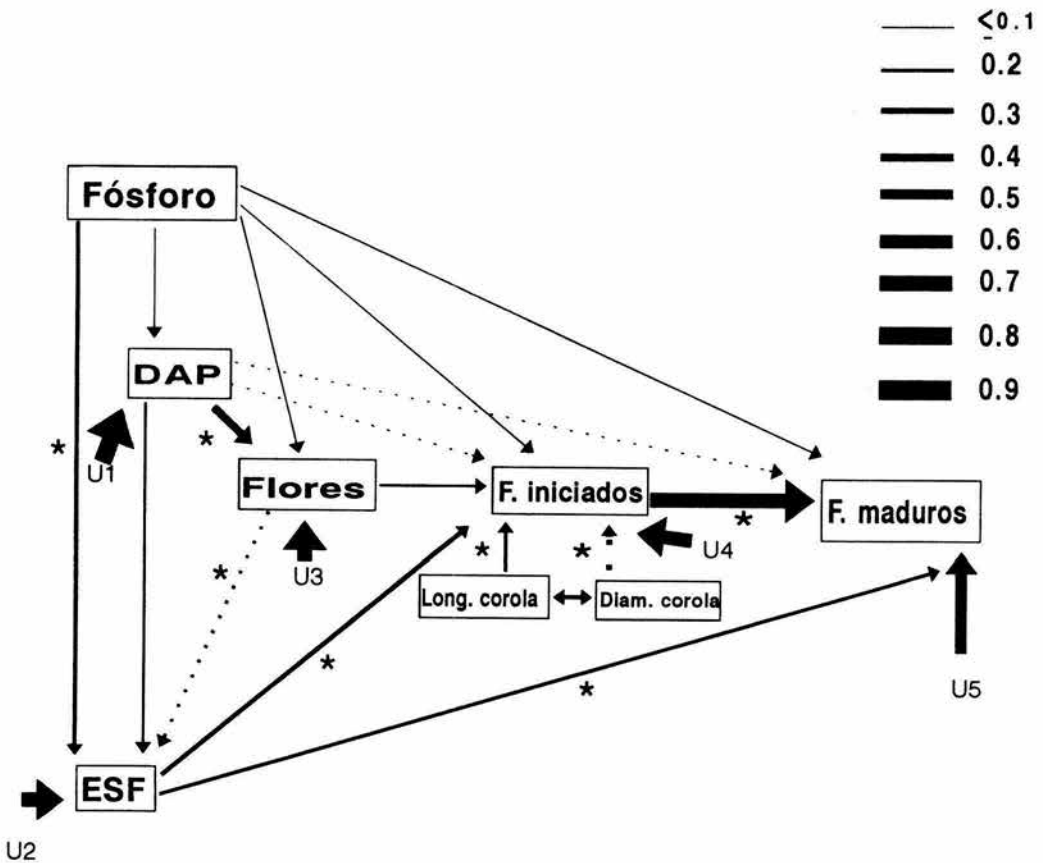 ≤0.1
0.2
0.3
0.4
0.5
0.6
0.7
0.8
0.9
Fósforo
DAP
*
*
U1
Flores
F. iniciados
F. maduros
*
U3
*
*
*
U4
Long. corola
Diam. corola
*
*
U5
ESF
U2